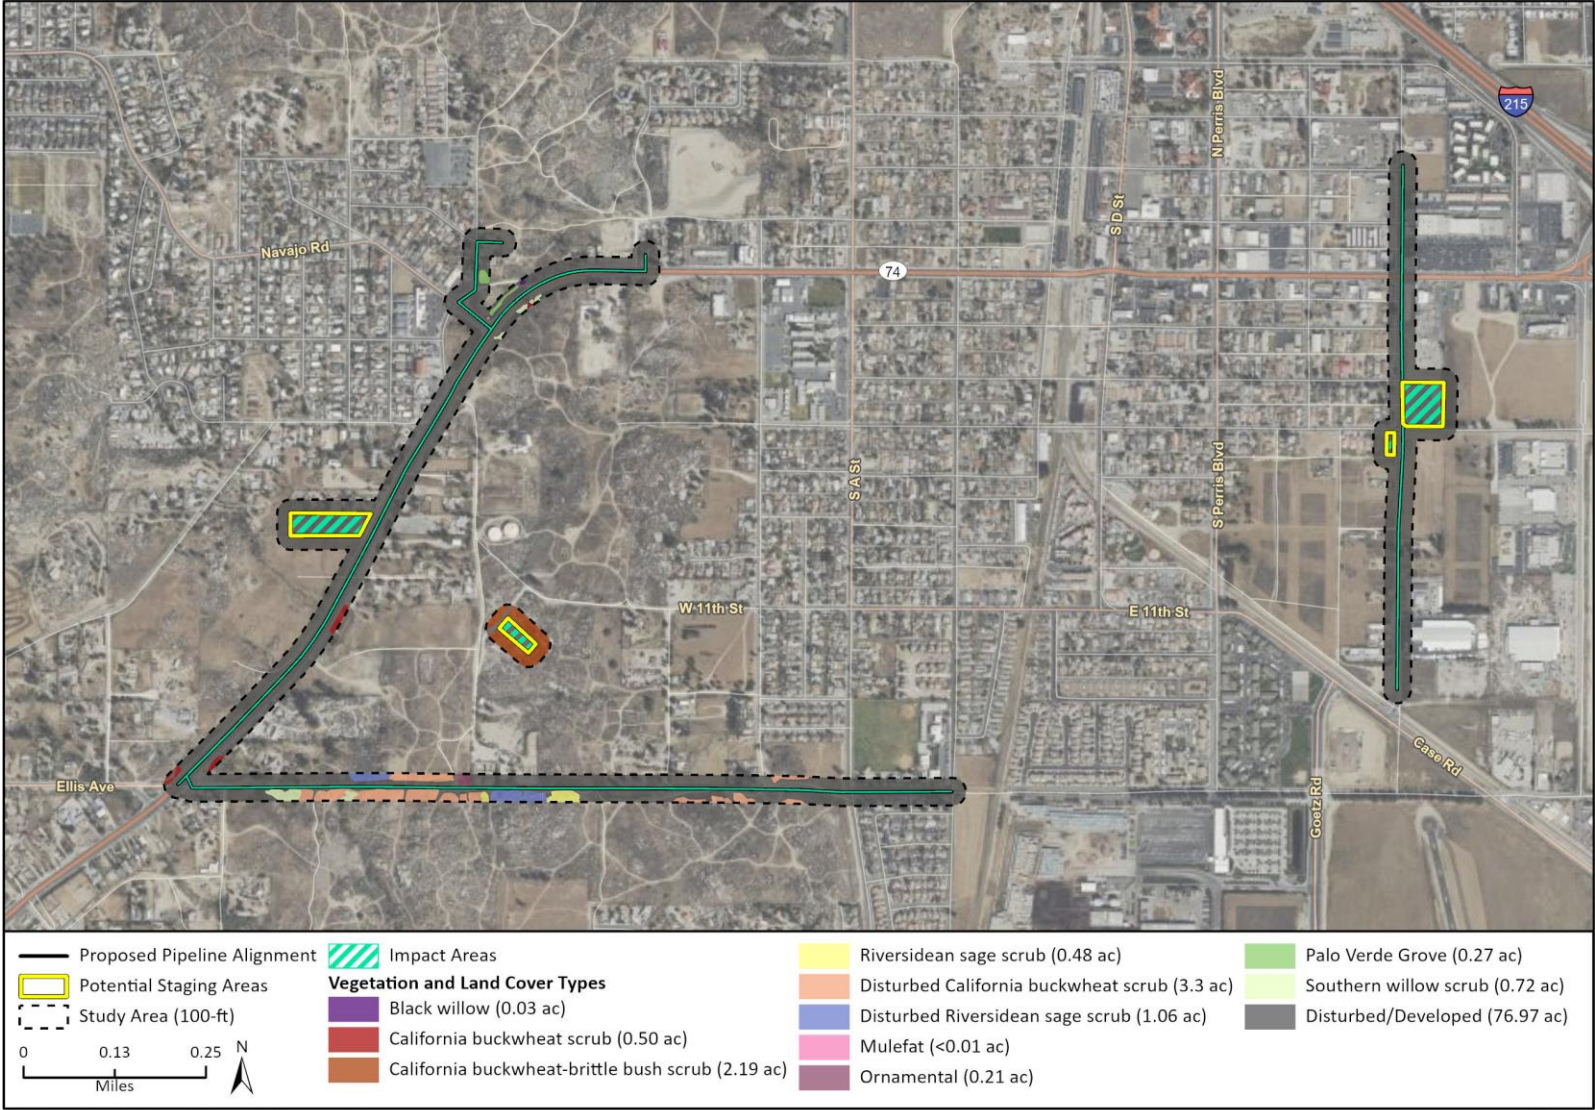 215
N Perris Blvd
S D St
Navajo Rd
74
S A St
S Perris Blvd
W 11th St
E 11th St
Case Rd
Ellis Ave
Goetz Rd
Proposed Pipeline Alignment
Potential Staging Areas
Study Area (100-ft)
0 0.13 0.25
Miles
N
Impact Areas
Vegetation and Land Cover Types
Black willow (0.03 ac)
California buckwheat scrub (0.50 ac)
California buckwheat-brittle bush scrub (2.19 ac)
Riversidean sage scrub (0.48 ac)
Disturbed California buckwheat scrub (3.3 ac)
Disturbed Riversidean sage scrub (1.06 ac)
Mulefat (<0.01 ac)
Ornamental (0.21 ac)
Palo Verde Grove (0.27 ac)
Southern willow scrub (0.72 ac)
Disturbed/Developed (76.97 ac)